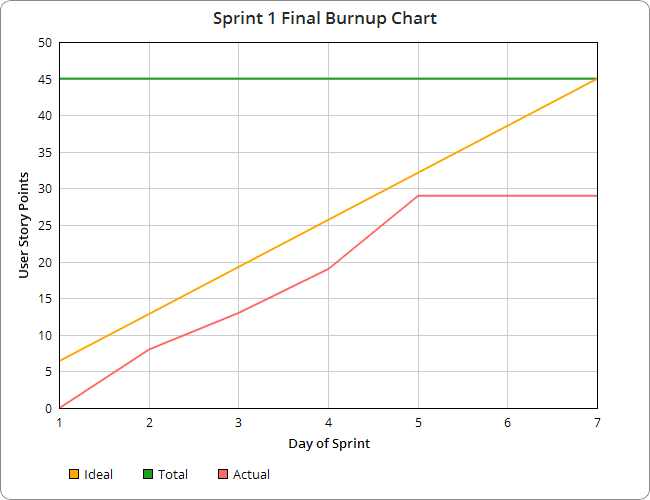 Sprint 1 Final Burnup Chart
50
45
40
35
30
25
20
15
10
5
0
User Story Points
1 2 3 4 5 6 7
Day of Sprint
Ideal Total Actual